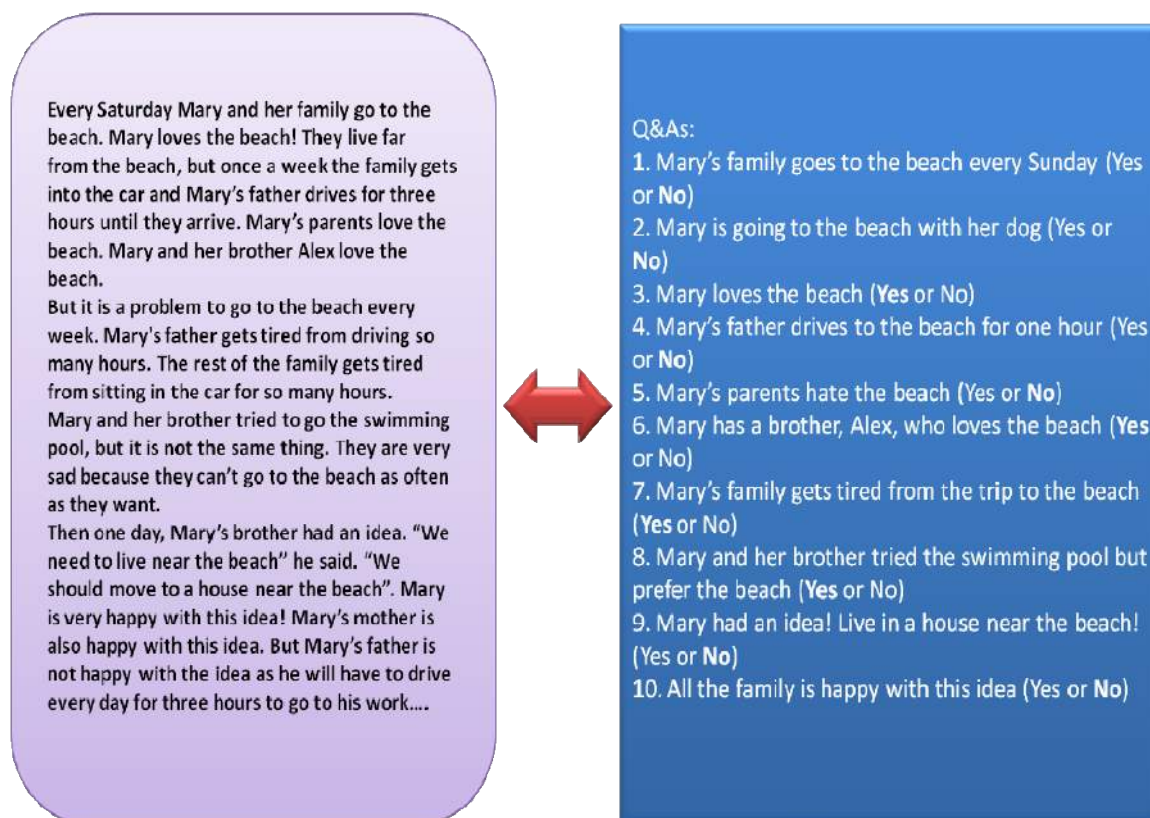 Every Saturday Mary and her family go to the
beach. Mary loves the beach! They live far
from the beach, but once a week the family gets
into the car and Mary’s father drives for three
hours until they arrive. Mary’s parents love the
beach. Mary and her brother Alex love the
beach.
But it is a problem to go to the beach every
week. Mary's father gets tired from driving so
many hours. The rest of the family gets tired
from sitting in the car for so many hours.
Mary and her brother tried to go the swimming
pool, but it is not the same thing. They are very
sad because they can’t go to the beach as often
as they want.
Then one day, Mary’s brother had an idea. “We
need to live near the beach” he said. “We
should move to a house near the beach”. Mary
is very happy with this idea! Mary’s mother is
also happy with this idea. But Mary’s father is
not happy with the idea as he will have to drive
every day for three hours to go to his work....
Q&As:
1. Mary’s family goes to the beach every Sunday (Yes
or No)
2. Mary is going to the beach with her dog (Yes or
No)
3. Mary loves the beach (Yes or No)
4. Mary’s father drives to the beach for one hour (Yes
or No)
5. Mary’s parents hate the beach (Yes or No)
6. Mary has a brother, Alex, who loves the beach (Yes
or No)
7. Mary’s family gets tired from the trip to the beach
(Yes or No)
8. Mary and her brother tried the swimming pool but
prefer the beach (Yes or No)
9. Mary had an idea! Live in a house near the beach!
(Yes or No)
10. All the family is happy with this idea (Yes or No)